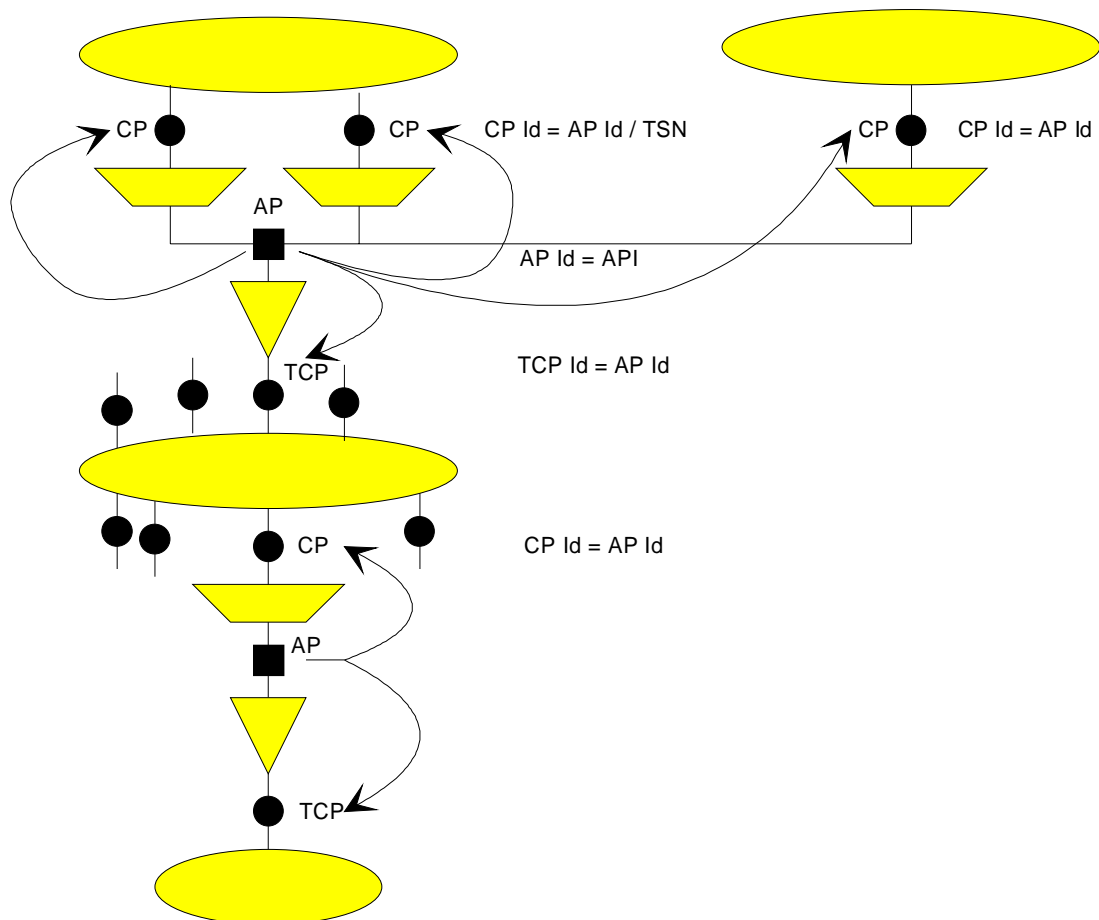 CP
CP
CP Id = AP Id / TSN
CP
CP Id = AP Id
AP
AP Id = API
TCP
TCP Id = AP Id
CP
CP Id = AP Id
AP
TCP